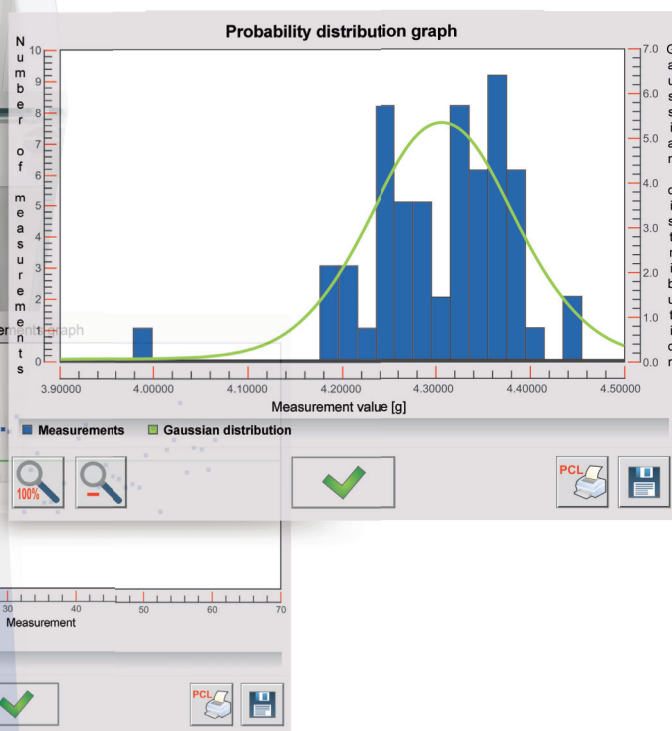 Probability distribution graph
Number of measurements
10
9
8
7
6
5
4
3
2
1
0
7.0
6.0
5.0
4.0
3.0
2.0
1.0
0.0
Gaussian distribution
3.90000 4.00000 4.10000 4.20000 4.30000 4.40000 4.50000
Measurement value [g]
Measurements Gaussian distribution
100%
PCL
graph
30 40 50 60 70
Measurement
PCL